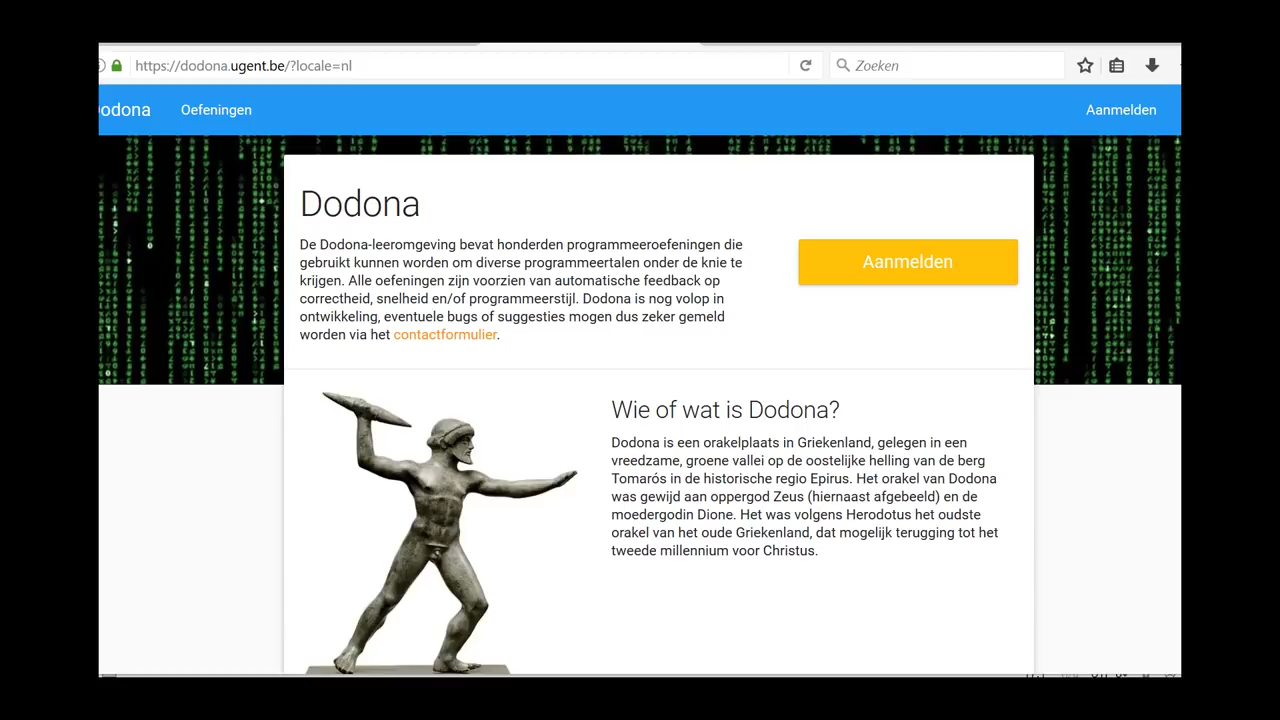 https://dodona.ugent.be/?locale=nl
Zoeken
odona
Oefeningen
Aanmelden
Dodona
De Dodona-leeromgeving bevat honderden programmeeroefeningen die
gebruikt kunnen worden om diverse programmeertalen onder de knie te
krijgen. Alle oefeningen zijn voorzien van automatische feedback op
correctheid, snelheid en/of programmeerstijl. Dodona is nog volop in
ontwikkeling, eventuele bugs of suggesties mogen dus zeker gemeld
worden via het contactformulier.
Aanmelden
Wie of wat is Dodona?
Dodona is een orakelplaats in Griekenland, gelegen in een
vreedzame, groene vallei op de oostelijke helling van de berg
Tomarós in de historische regio Epirus. Het orakel van Dodona
was gewijd aan oppergod Zeus (hiernaast afgebeeld) en de
moedergodin Dione. Het was volgens Herodotus het oudste
orakel van het oude Griekenland, dat mogelijk terugging tot het
tweede millennium voor Christus.